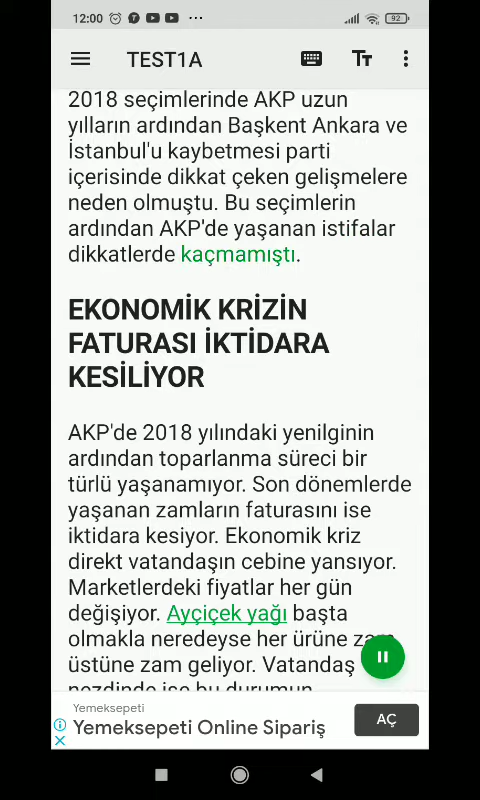 12:00
92
TEST1A
2018 seçimlerinde AKP uzun
yılların ardından Başkent Ankara ve
İstanbul'u kaybetmesi parti
içerisinde dikkat çeken gelişmelere
neden olmuştu. Bu seçimlerin
ardından AKP'de yaşanan istifalar
dikkatlerde kaçmamıştı.
EKONOMİK KRİZİN
FATURASI İKTİDARA
KESİLİYOR
AKP'de 2018 yılındaki yenilginin
ardından toparlanma süreci bir
türlü yaşanamıyor. Son dönemlerde
yaşanan zamların faturasını ise
iktidara kesiyor. Ekonomik kriz
direkt vatandaşın cebine yansıyor.
Marketlerdeki fiyatlar her gün
değişiyor. Ayçiçek yağı başta
olmakla neredeyse her ürüne zam
üstüne zam geliyor. Vatandaş
nezdinde ise bu durumun
Yemeksepeti
Yemeksepeti Online Sipariş
AÇ